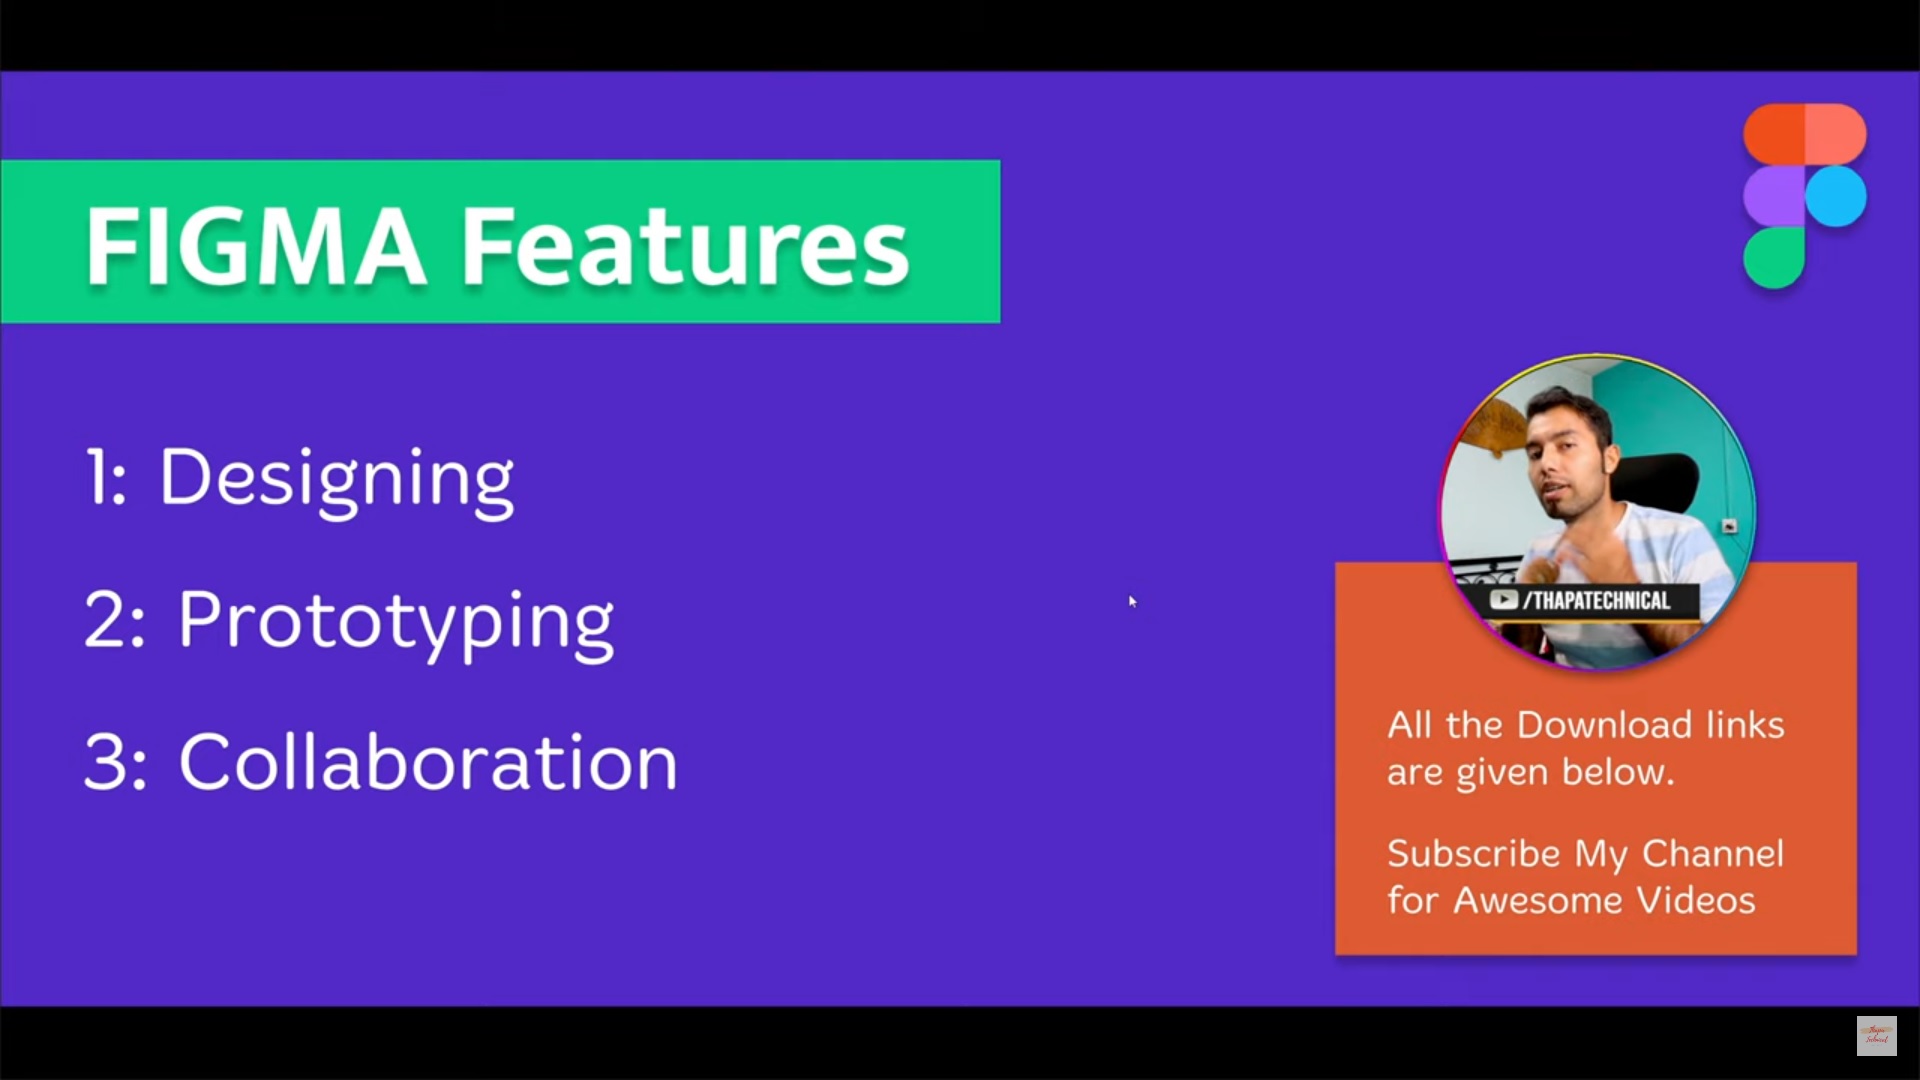 FIGMA Features
1: Designing
2: Prototyping
3: Collaboration
/THAPATECHNICAL
All the Download links
are given below.
Subscribe My Channel
for Awesome Videos